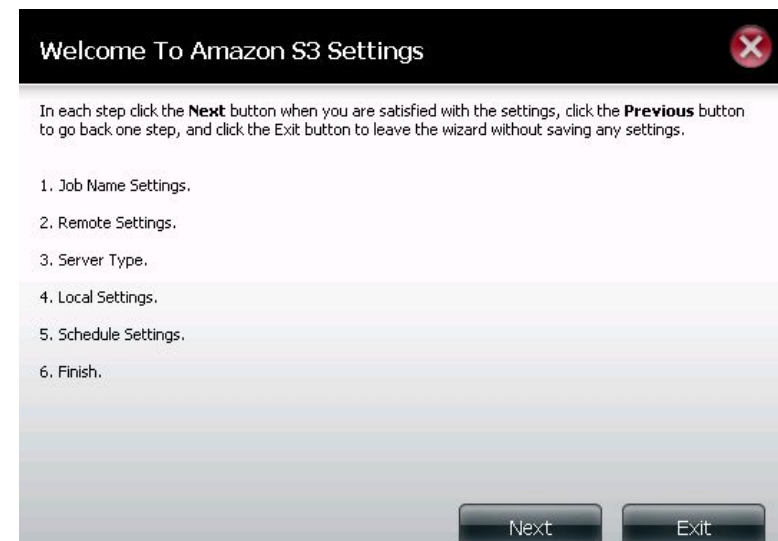 Welcome To Amazon S3 Settings
In each step click the Next button when you are satisfied with the settings, click the Previous button
to go back one step, and click the Exit button to leave the wizard without saving any settings.
1. Job Name Settings.
2. Remote Settings.
3. Server Type.
4. Local Settings.
5. Schedule Settings.
6. Finish.
Next
Exit